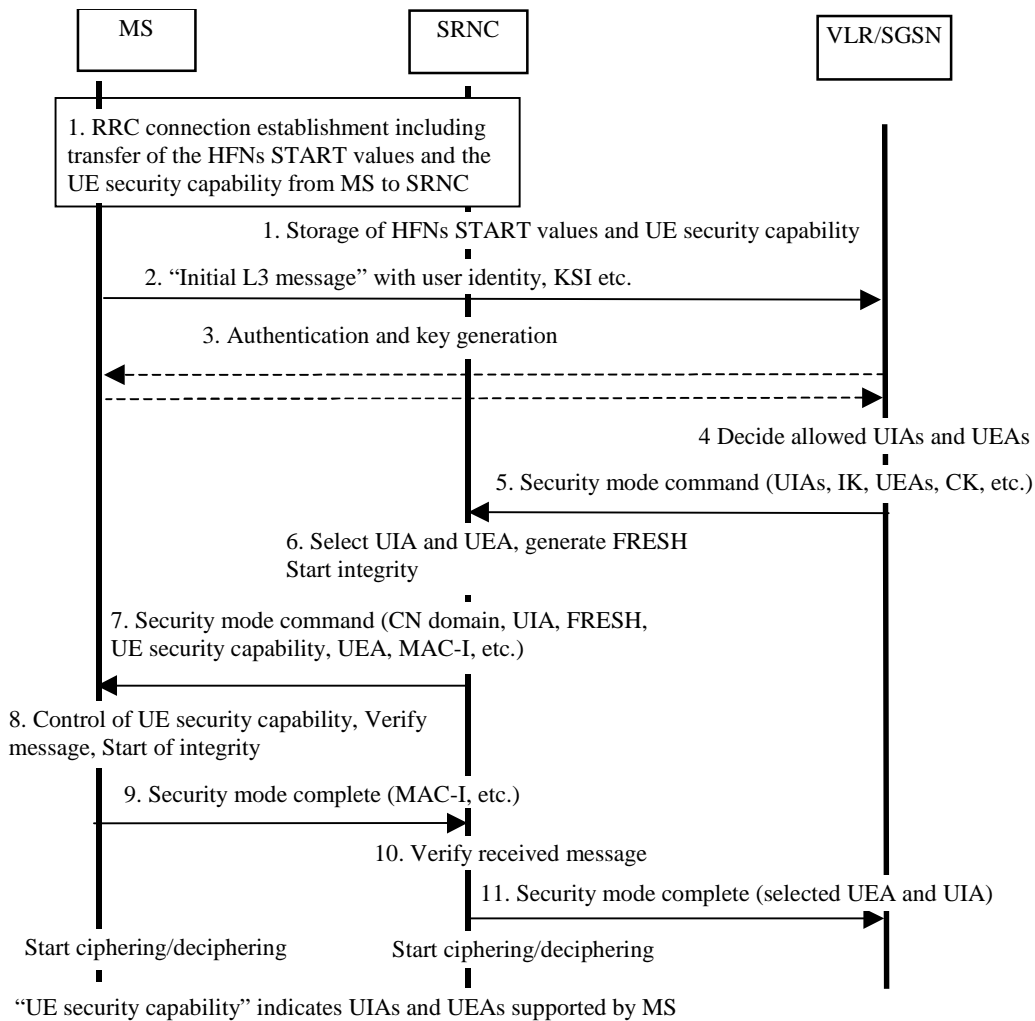 MS
SRNC
VLR/SGSN
1. RRC connection establishment including
transfer of the HFNs START values and the
UE security capability from MS to SRNC
1. Storage of HFNs START values and UE security capability
2. “Initial L3 message” with user identity, KSI etc.
3. Authentication and key generation
4 Decide allowed UIAs and UEAs
5. Security mode command (UIAs, IK, UEAs, CK, etc.)
6. Select UIA and UEA, generate FRESH
Start integrity
7. Security mode command (CN domain, UIA, FRESH,
UE security capability, UEA, MAC-I, etc.)
8. Control of UE security capability, Verify
message, Start of integrity
9. Security mode complete (MAC-I, etc.)
10. Verify received message
11. Security mode complete (selected UEA and UIA)
Start ciphering/deciphering
Start ciphering/deciphering
“UE security capability” indicates UIAs and UEAs supported by MS